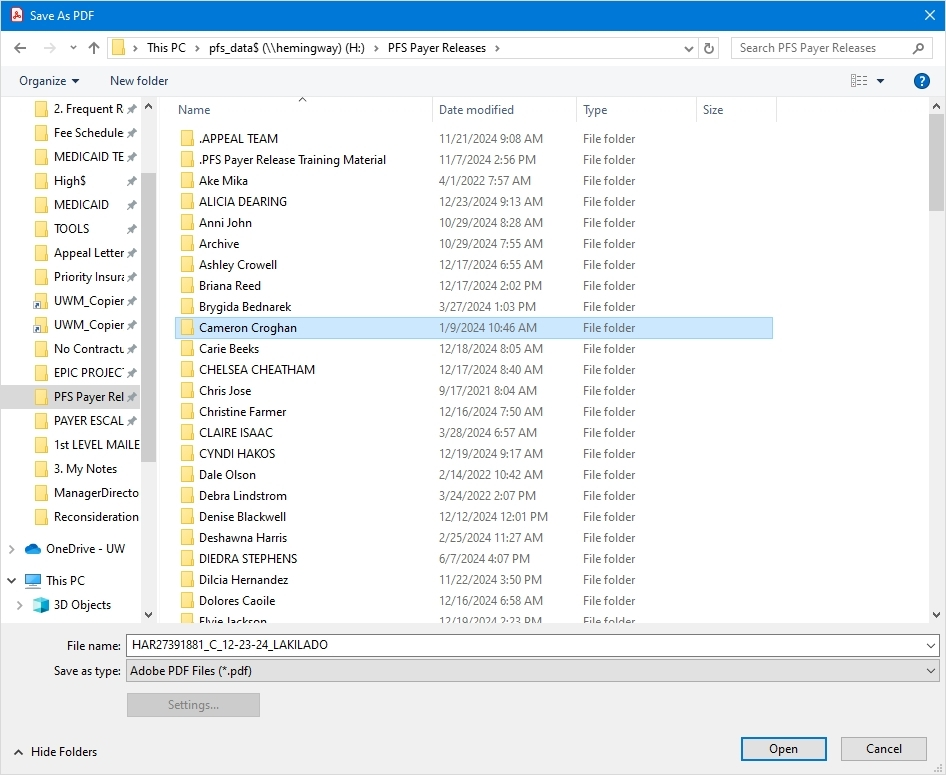 Save As PDF
This PC > pfs_data$ (\\hemingway) (H:) > PFS Payer Releases >
Search PFS Payer Releases
Organize
New folder
2. Frequent R
Fee Schedule
MEDICAID TE
High$
MEDICAID
TOOLS
Appeal Letter
Priority Insura
UWM_Copier
UWM_Copier
No Contractu
EPIC PROJEC
PFS Payer Rel
PAYER ESCAL
1st LEVEL MAILE
3. My Notes
ManagerDirecto
Reconsideration
OneDrive - UW
This PC
3D Objects
Name Date modified Type Size
.APPEAL TEAM 11/21/2024 9:08 AM File folder
.PFS Payer Release Training Material 11/7/2024 2:56 PM File folder
Ake Mika 4/1/2022 7:57 AM File folder
ALICIA DEARING 12/23/2024 9:13 AM File folder
Anni John 10/29/2024 8:28 AM File folder
Archive 10/29/2024 7:55 AM File folder
Ashley Crowell 12/17/2024 6:55 AM File folder
Briana Reed 12/17/2024 2:02 PM File folder
Brygida Bednarek 3/27/2024 1:03 PM File folder
Cameron Croghan 1/9/2024 10:46 AM File folder
Carie Beeks 12/18/2024 8:05 AM File folder
CHELSEA CHEATHAM 12/17/2024 8:40 AM File folder
Chris Jose 9/17/2021 8:04 AM File folder
Christine Farmer 12/16/2024 7:50 AM File folder
CLAIRE ISAAC 3/28/2024 6:57 AM File folder
CYNDI HAKOS 12/19/2024 9:17 AM File folder
Dale Olson 2/14/2022 10:42 AM File folder
Debra Lindstrom 3/24/2022 2:07 PM File folder
Denise Blackwell 12/12/2024 12:01 PM File folder
Deshawna Harris 2/25/2024 11:27 AM File folder
DIEDRA STEPHENS 6/7/2024 4:07 PM File folder
Dilcia Hernandez 11/22/2024 3:50 PM File folder
Dolores Caoile 12/16/2024 6:58 AM File folder
Elvie Jackson 12/19/2024 2:23 PM File folder
File name: HAR27391881_C_12-23-24_LAKILADO
Save as type: Adobe PDF Files (*.pdf)
Settings...
Hide Folders
Open
Cancel